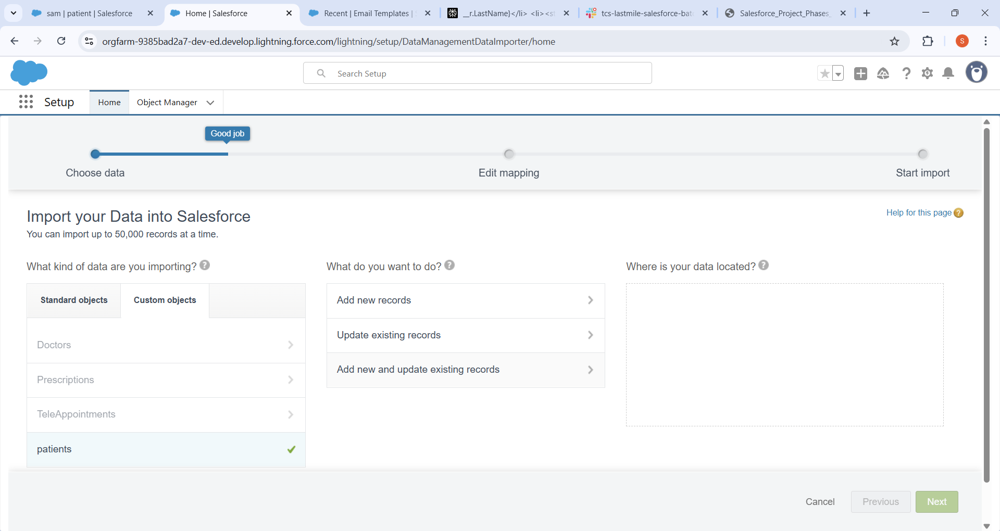 sam | patient | Salesforce
Home | Salesforce
Recent | Email Templates |
__r.LastName}</li> <li><st
tcs-lastmile-salesforce-bat
Salesforce_Project_Phases_
orgfarm-9385bad2a7-dev-ed.develop.lightning.force.com/lightning/setup/DataManagementDataImporter/home
S
Search Setup
Setup
Home
Object Manager
Good job
Choose data
Edit mapping
Start import
Import your Data into Salesforce
Help for this page ?
You can import up to 50,000 records at a time.
What kind of data are you importing? ?
What do you want to do? ?
Where is your data located? ?
Standard objects
Custom objects
Doctors
Prescriptions
TeleAppointments
patients
Add new records
Update existing records
Add new and update existing records
Cancel
Previous
Next